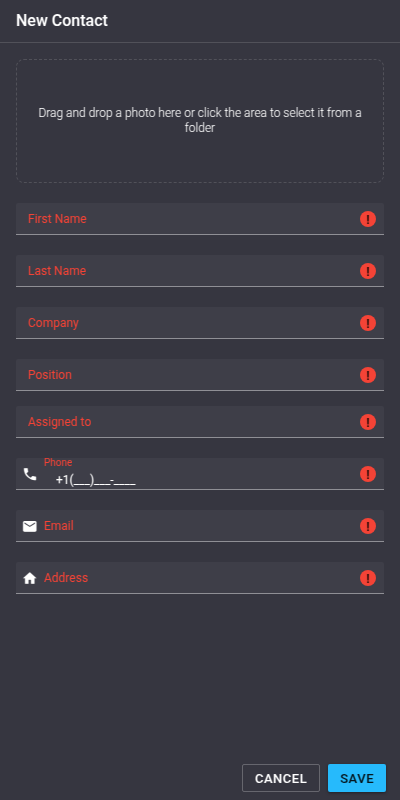 New Contact
Drag and drop a photo here or click the area to select it from a
folder
First Name
Last Name
Company
Position
Assigned to
Phone
+1(___)___-____
Email
Address
CANCEL SAVE